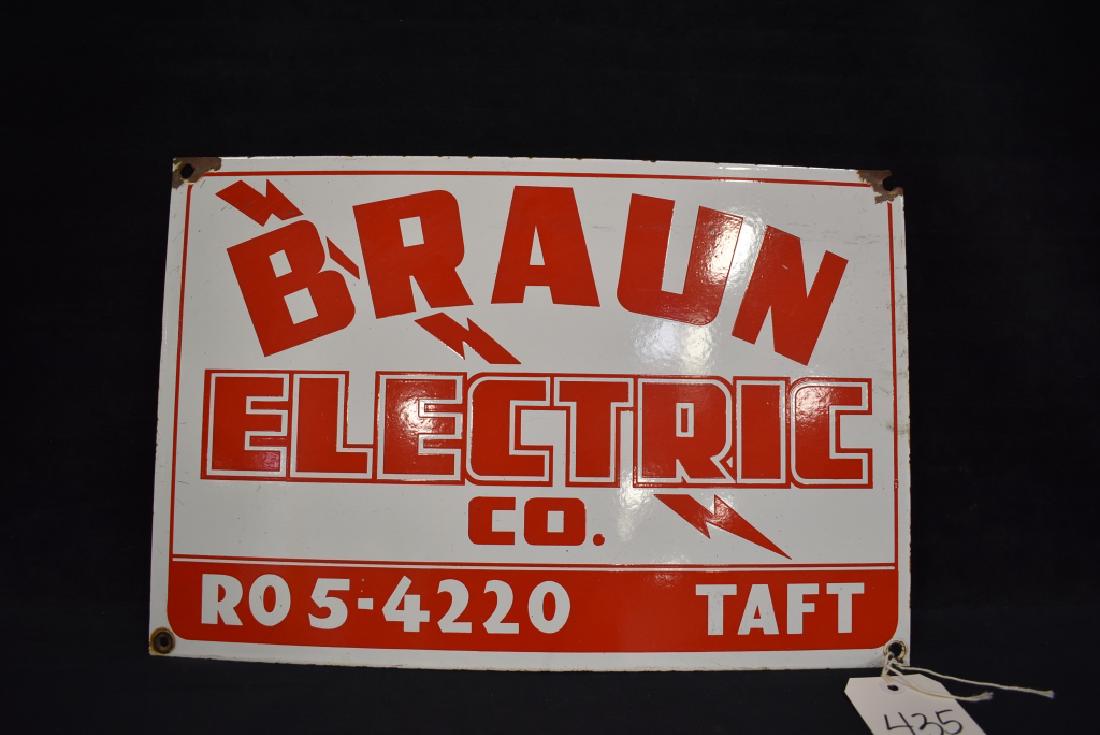 BRAUN
ELECTRIC
CO.
RO 5-4220 TAFT
435